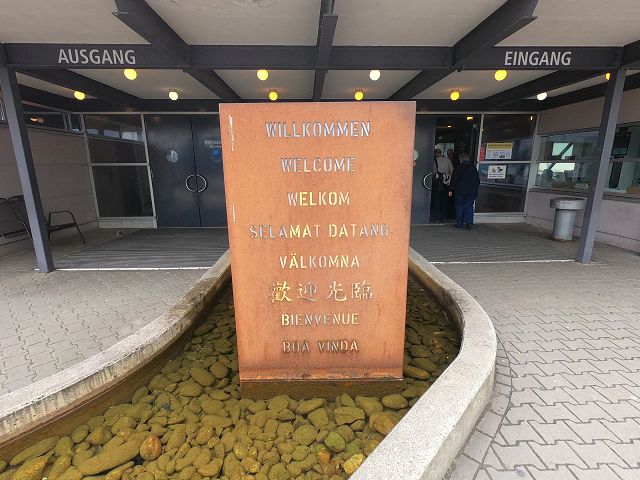 AUSGANG
EINGANG
WILLKOMMEN
WELCOME
WELKOM
SELAMAT DATANG
VÄLKOMNA
歡迎光臨
BIENVENUE
BOA VINDA